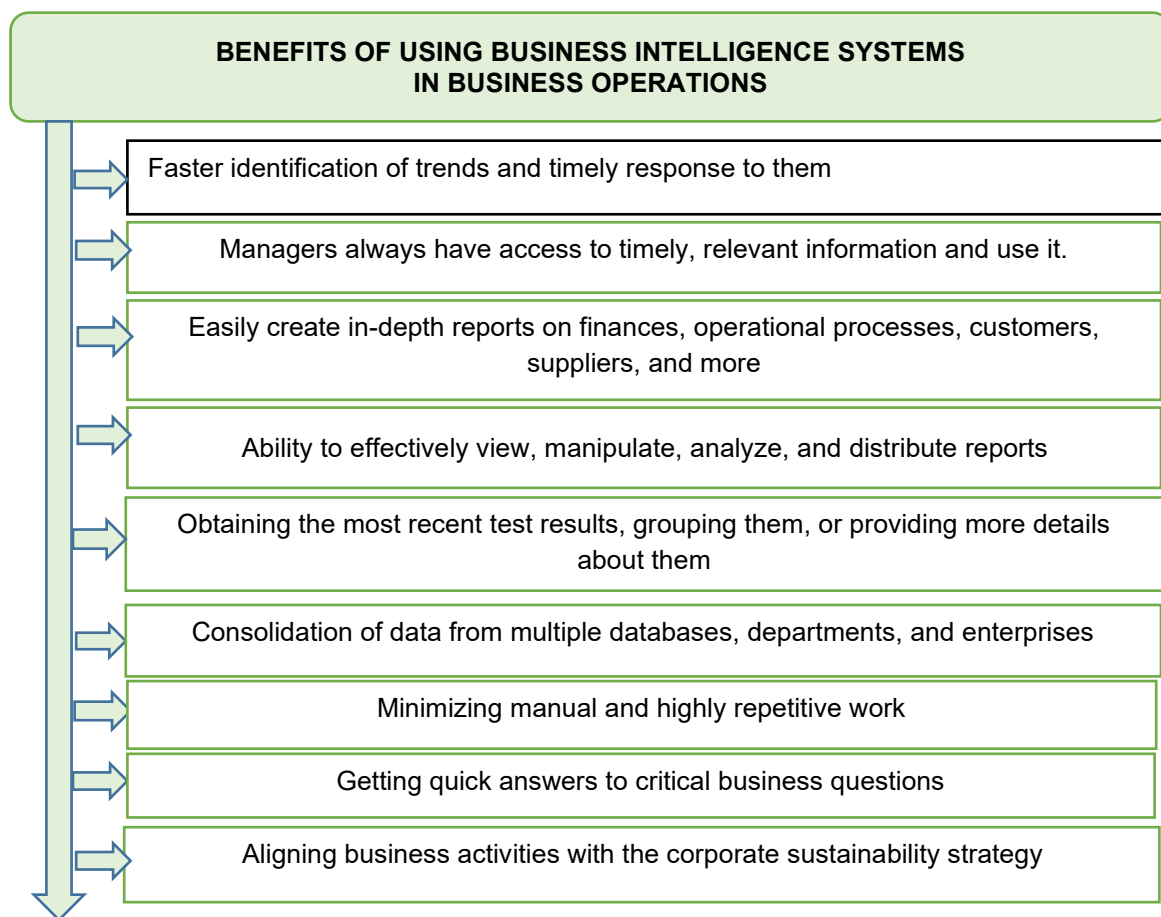 BENEFITS OF USING BUSINESS INTELLIGENCE SYSTEMS
IN BUSINESS OPERATIONS
Faster identification of trends and timely response to them
Managers always have access to timely, relevant information and use it.
Easily create in-depth reports on finances, operational processes, customers,
suppliers, and more
Ability to effectively view, manipulate, analyze, and distribute reports
Obtaining the most recent test results, grouping them, or providing more details
about them
Consolidation of data from multiple databases, departments, and enterprises
Minimizing manual and highly repetitive work
Getting quick answers to critical business questions
Aligning business activities with the corporate sustainability strategy